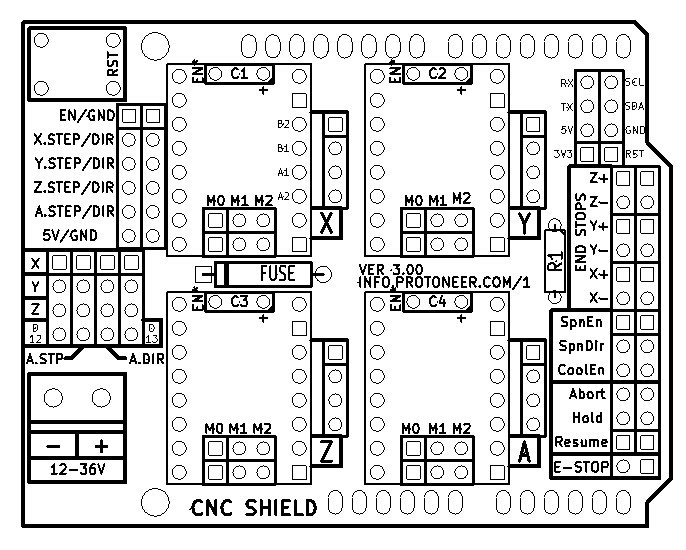 RST
EN* C1
+
EN* C2
+
EN/GND
X.STEP/DIR
Y.STEP/DIR
Z.STEP/DIR
A.STEP/DIR
5V/GND
B2
B1
A1
A2
M0 M1 M2
X
M0 M1 M2
Y
RX SCL
TX SDA
5V GND
3V3 RST
END STOPS
Z+
Z-
Y+
Y-
X+
X-
R1
X
Y
Z
D 12
D 13
A.STP A.DIR
FUSE
VER 3.00
INFO.PROTONEER.COM/1
EN* C3
+
EN* C4
+
SpnEn
SpnDir
CoolEn
Abort
Hold
Resume
E-STOP
- +
12-36V
M0 M1 M2
Z
M0 M1 M2
A
CNC SHIELD